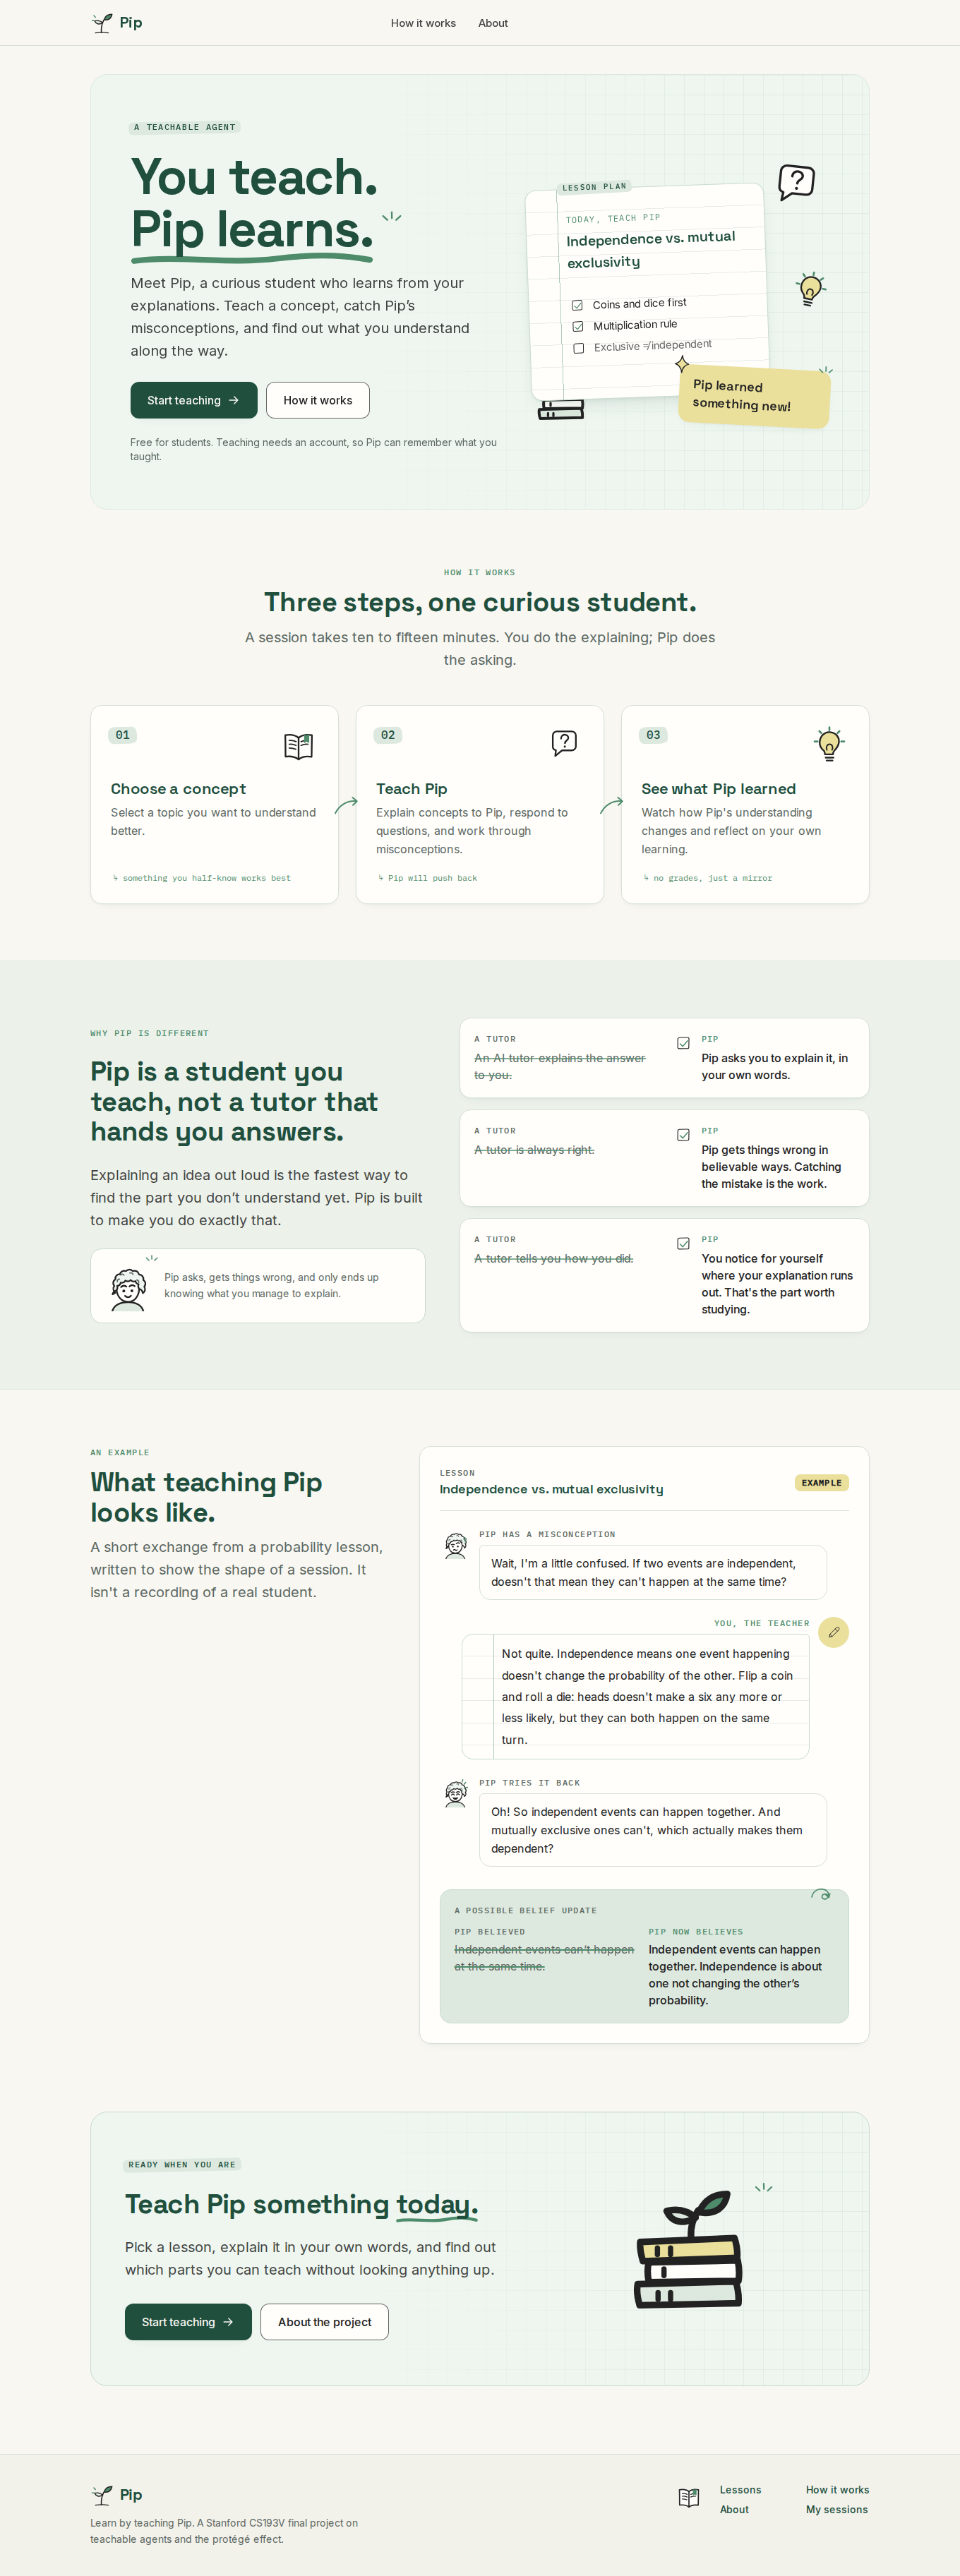 Pip
How it works
About
A TEACHABLE AGENT
You teach.
Pip learns.
Meet Pip, a curious student who learns from your
explanations. Teach a concept, catch Pip’s
misconceptions, and find out what you understand
along the way.
Start teaching →
How it works
Free for students. Teaching needs an account, so Pip can remember what you
taught.
LESSON PLAN
TODAY, TEACH PIP
Independence vs. mutual
exclusivity
Coins and dice first
Multiplication rule
Exclusive ≠ independent
Pip learned
something new!
HOW IT WORKS
Three steps, one curious student.
A session takes ten to fifteen minutes. You do the explaining; Pip does
the asking.
01
Choose a concept
Select a topic you want to understand
better.
↳ something you half-know works best
02
Teach Pip
Explain concepts to Pip, respond to
questions, and work through
misconceptions.
↳ Pip will push back
03
See what Pip learned
Watch how Pip's understanding
changes and reflect on your own
learning.
↳ no grades, just a mirror
WHY PIP IS DIFFERENT
Pip is a student you
teach, not a tutor that
hands you answers.
Explaining an idea out loud is the fastest way to
find the part you don’t understand yet. Pip is built
to make you do exactly that.
Pip asks, gets things wrong, and only ends up
knowing what you manage to explain.
A TUTOR
An AI tutor explains the answer
to you.
PIP
Pip asks you to explain it, in
your own words.
A TUTOR
A tutor is always right.
PIP
Pip gets things wrong in
believable ways. Catching
the mistake is the work.
A TUTOR
A tutor tells you how you did.
PIP
You notice for yourself
where your explanation runs
out. That's the part worth
studying.
AN EXAMPLE
What teaching Pip
looks like.
A short exchange from a probability lesson,
written to show the shape of a session. It
isn't a recording of a real student.
LESSON
Independence vs. mutual exclusivity
EXAMPLE
PIP HAS A MISCONCEPTION
Wait, I'm a little confused. If two events are independent,
doesn't that mean they can't happen at the same time?
YOU, THE TEACHER
Not quite. Independence means one event happening
doesn't change the probability of the other. Flip a coin
and roll a die: heads doesn't make a six any more or
less likely, but they can both happen on the same
turn.
PIP TRIES IT BACK
Oh! So independent events can happen together. And
mutually exclusive ones can't, which actually makes them
dependent?
A POSSIBLE BELIEF UPDATE
PIP BELIEVED
Independent events can't happen
at the same time.
PIP NOW BELIEVES
Independent events can happen
together. Independence is about
one not changing the other’s
probability.
READY WHEN YOU ARE
Teach Pip something today.
Pick a lesson, explain it in your own words, and find out
which parts you can teach without looking anything up.
Start teaching →
About the project
Pip
Learn by teaching Pip. A Stanford CS193V final project on
teachable agents and the protégé effect.
Lessons
How it works
About
My sessions